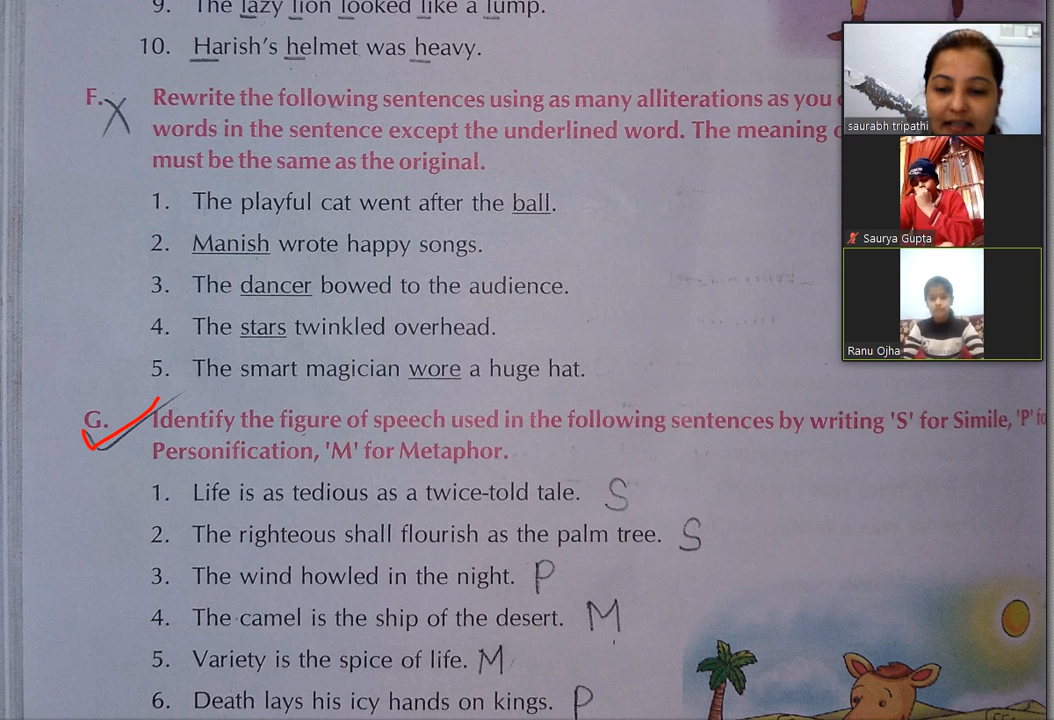 9. The lazy lion looked like a lump.
10. Harish's helmet was heavy.
F. X Rewrite the following sentences using as many alliterations as you
words in the sentence except the underlined word. The meaning
must be the same as the original.
1. The playful cat went after the ball.
2. Manish wrote happy songs.
3. The dancer bowed to the audience.
4. The stars twinkled overhead.
5. The smart magician wore a huge hat.
G. Identify the figure of speech used in the following sentences by writing 'S' for Simile, 'P'
Personification, 'M' for Metaphor.
1. Life is as tedious as a twice-told tale. S
2. The righteous shall flourish as the palm tree. S
3. The wind howled in the night. P
4. The camel is the ship of the desert. M
5. Variety is the spice of life. M
6. Death lays his icy hands on kings. P
saurabh tripathi
Saurya Gupta
Ranu Ojha